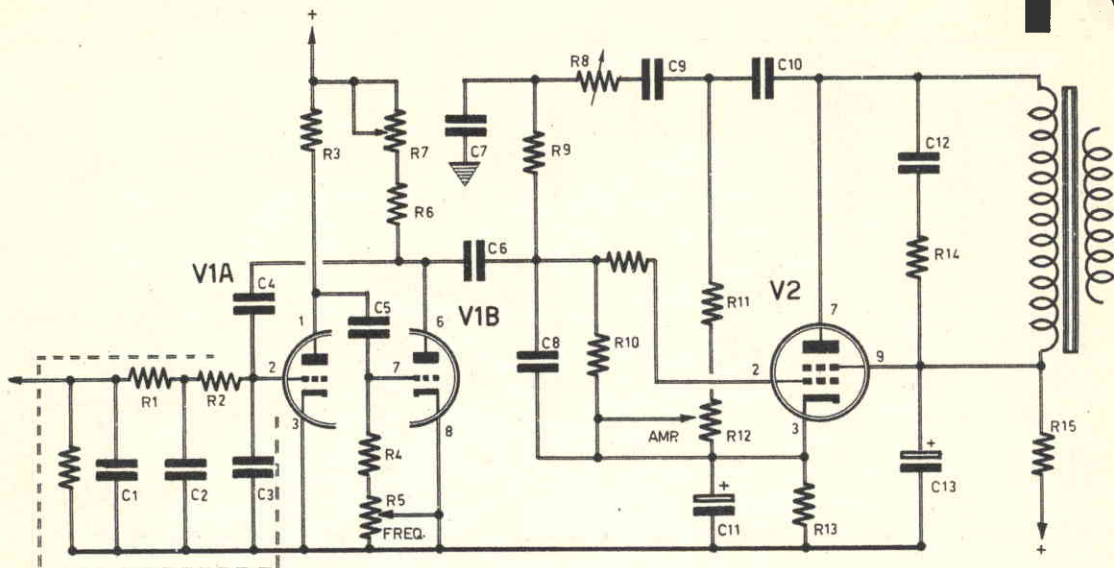 +
R8
C9
C10
R3
R7
C7
R9
C12
R6
R14
V1A
C4
C5
C6
V1B
R11
V2
1
6
7
C8
R10
2
7
2
9
R1
R2
3
8
AMR
R12
3
R15
R4
C1
C2
C3
R5
FREQ.
+
C11
R13
+
C13
+